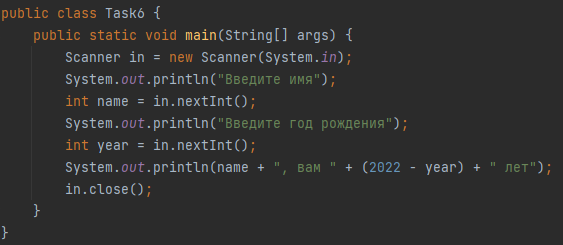 public class Task6 {
    public static void main(String[] args) {
        Scanner in = new Scanner(System.in);
        System.out.println("Введите имя");
        int name = in.nextInt();
        System.out.println("Введите год рождения");
        int year = in.nextInt();
        System.out.println(name + ", вам " + (2022 - year) + " лет");
        in.close();
    }
}